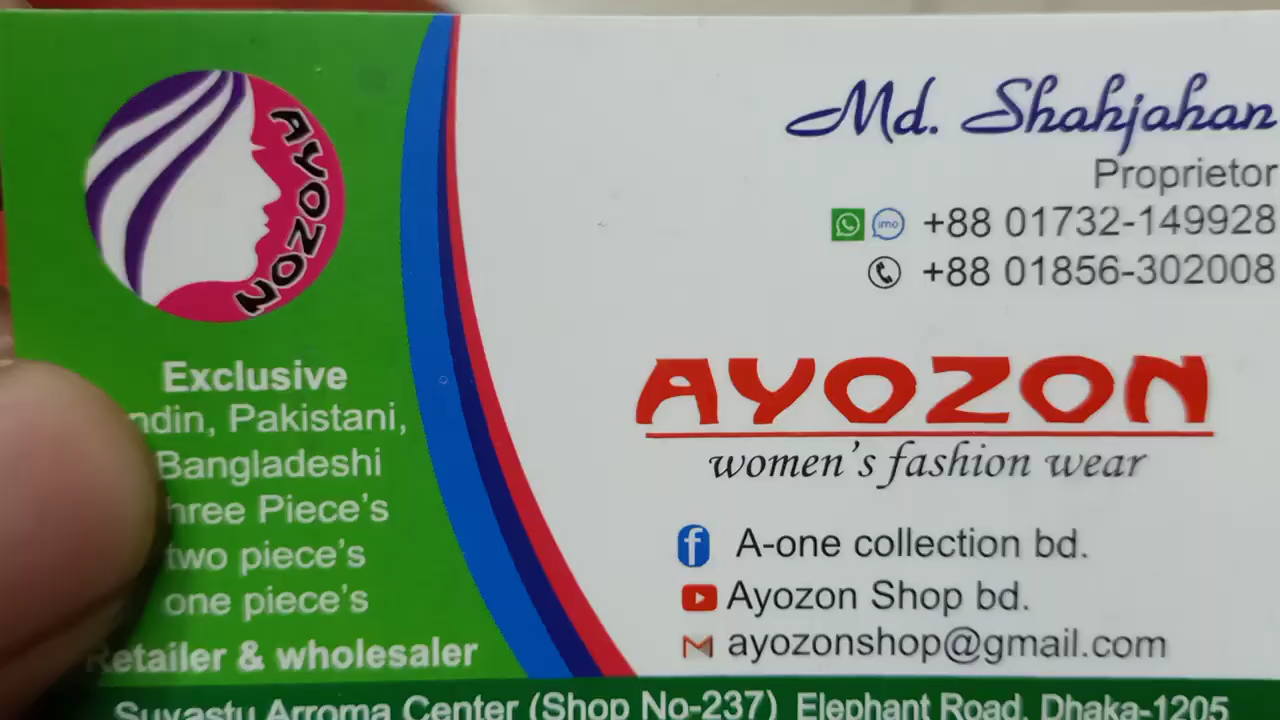 AYOZON
Exclusive
ndin, Pakistani,
Bangladeshi
hree Piece's
two piece's
one piece's
Retailer & wholesaler
Md. Shahjahan
Proprietor
imo +88 01732-149928
+88 01856-302008
AYOZON
women's fashion wear
f A-one collection bd.
Ayozon Shop bd.
ayozonshop@gmail.com
Suvastu Arroma Center (Shop No-237) Elephant Road, Dhaka-1205